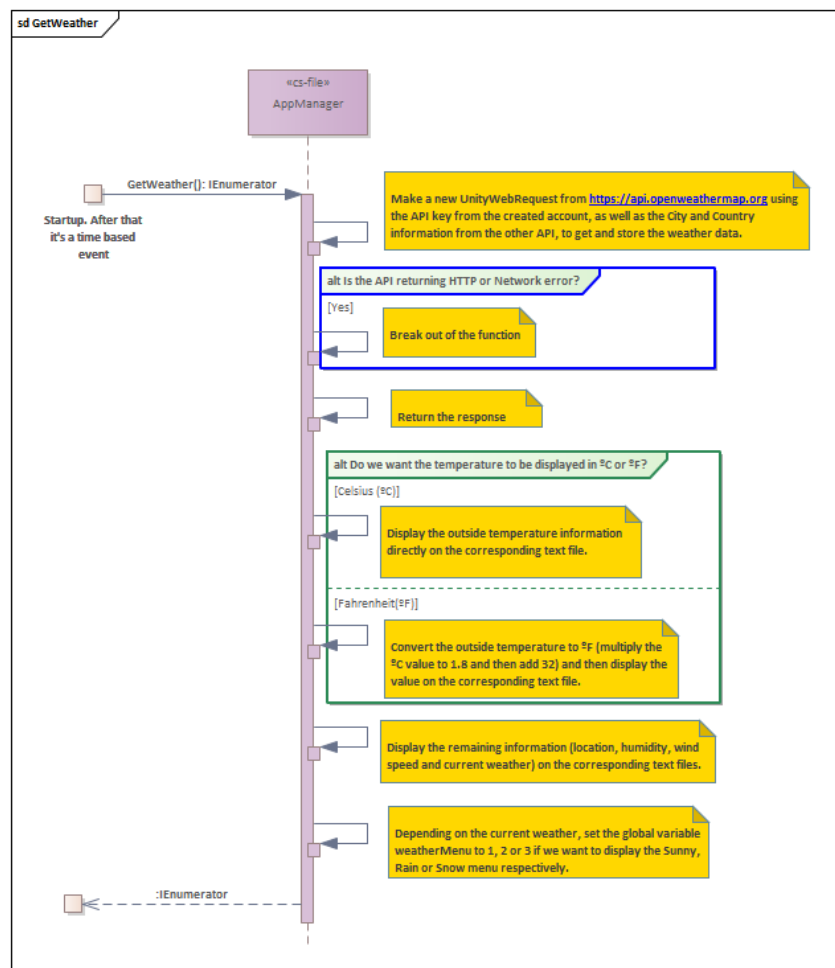 sd GetWeather
«cs-file»
AppManager
GetWeather(): IEnumerator
Startup. After that
it's a time based
event
Make a new UnityWebRequest from https://api.openweathermap.org using
the API key from the created account, as well as the City and Country
information from the other API, to get and store the weather data.
alt Is the API returning HTTP or Network error?
[Yes]
Break out of the function
Return the response
alt Do we want the temperature to be displayed in ºC or ºF?
[Celsius (ºC)]
Display the outside temperature information
directly on the corresponding text file.
[Fahrenheit(ºF)]
Convert the outside temperature to ºF (multiply the
ºC value to 1.8 and then add 32) and then display the
value on the corresponding text file.
Display the remaining information (location, humidity, wind
speed and current weather) on the corresponding text files.
Depending on the current weather, set the global variable
weatherMenu to 1, 2 or 3 if we want to display the Sunny,
Rain or Snow menu respectively.
:IEnumerator